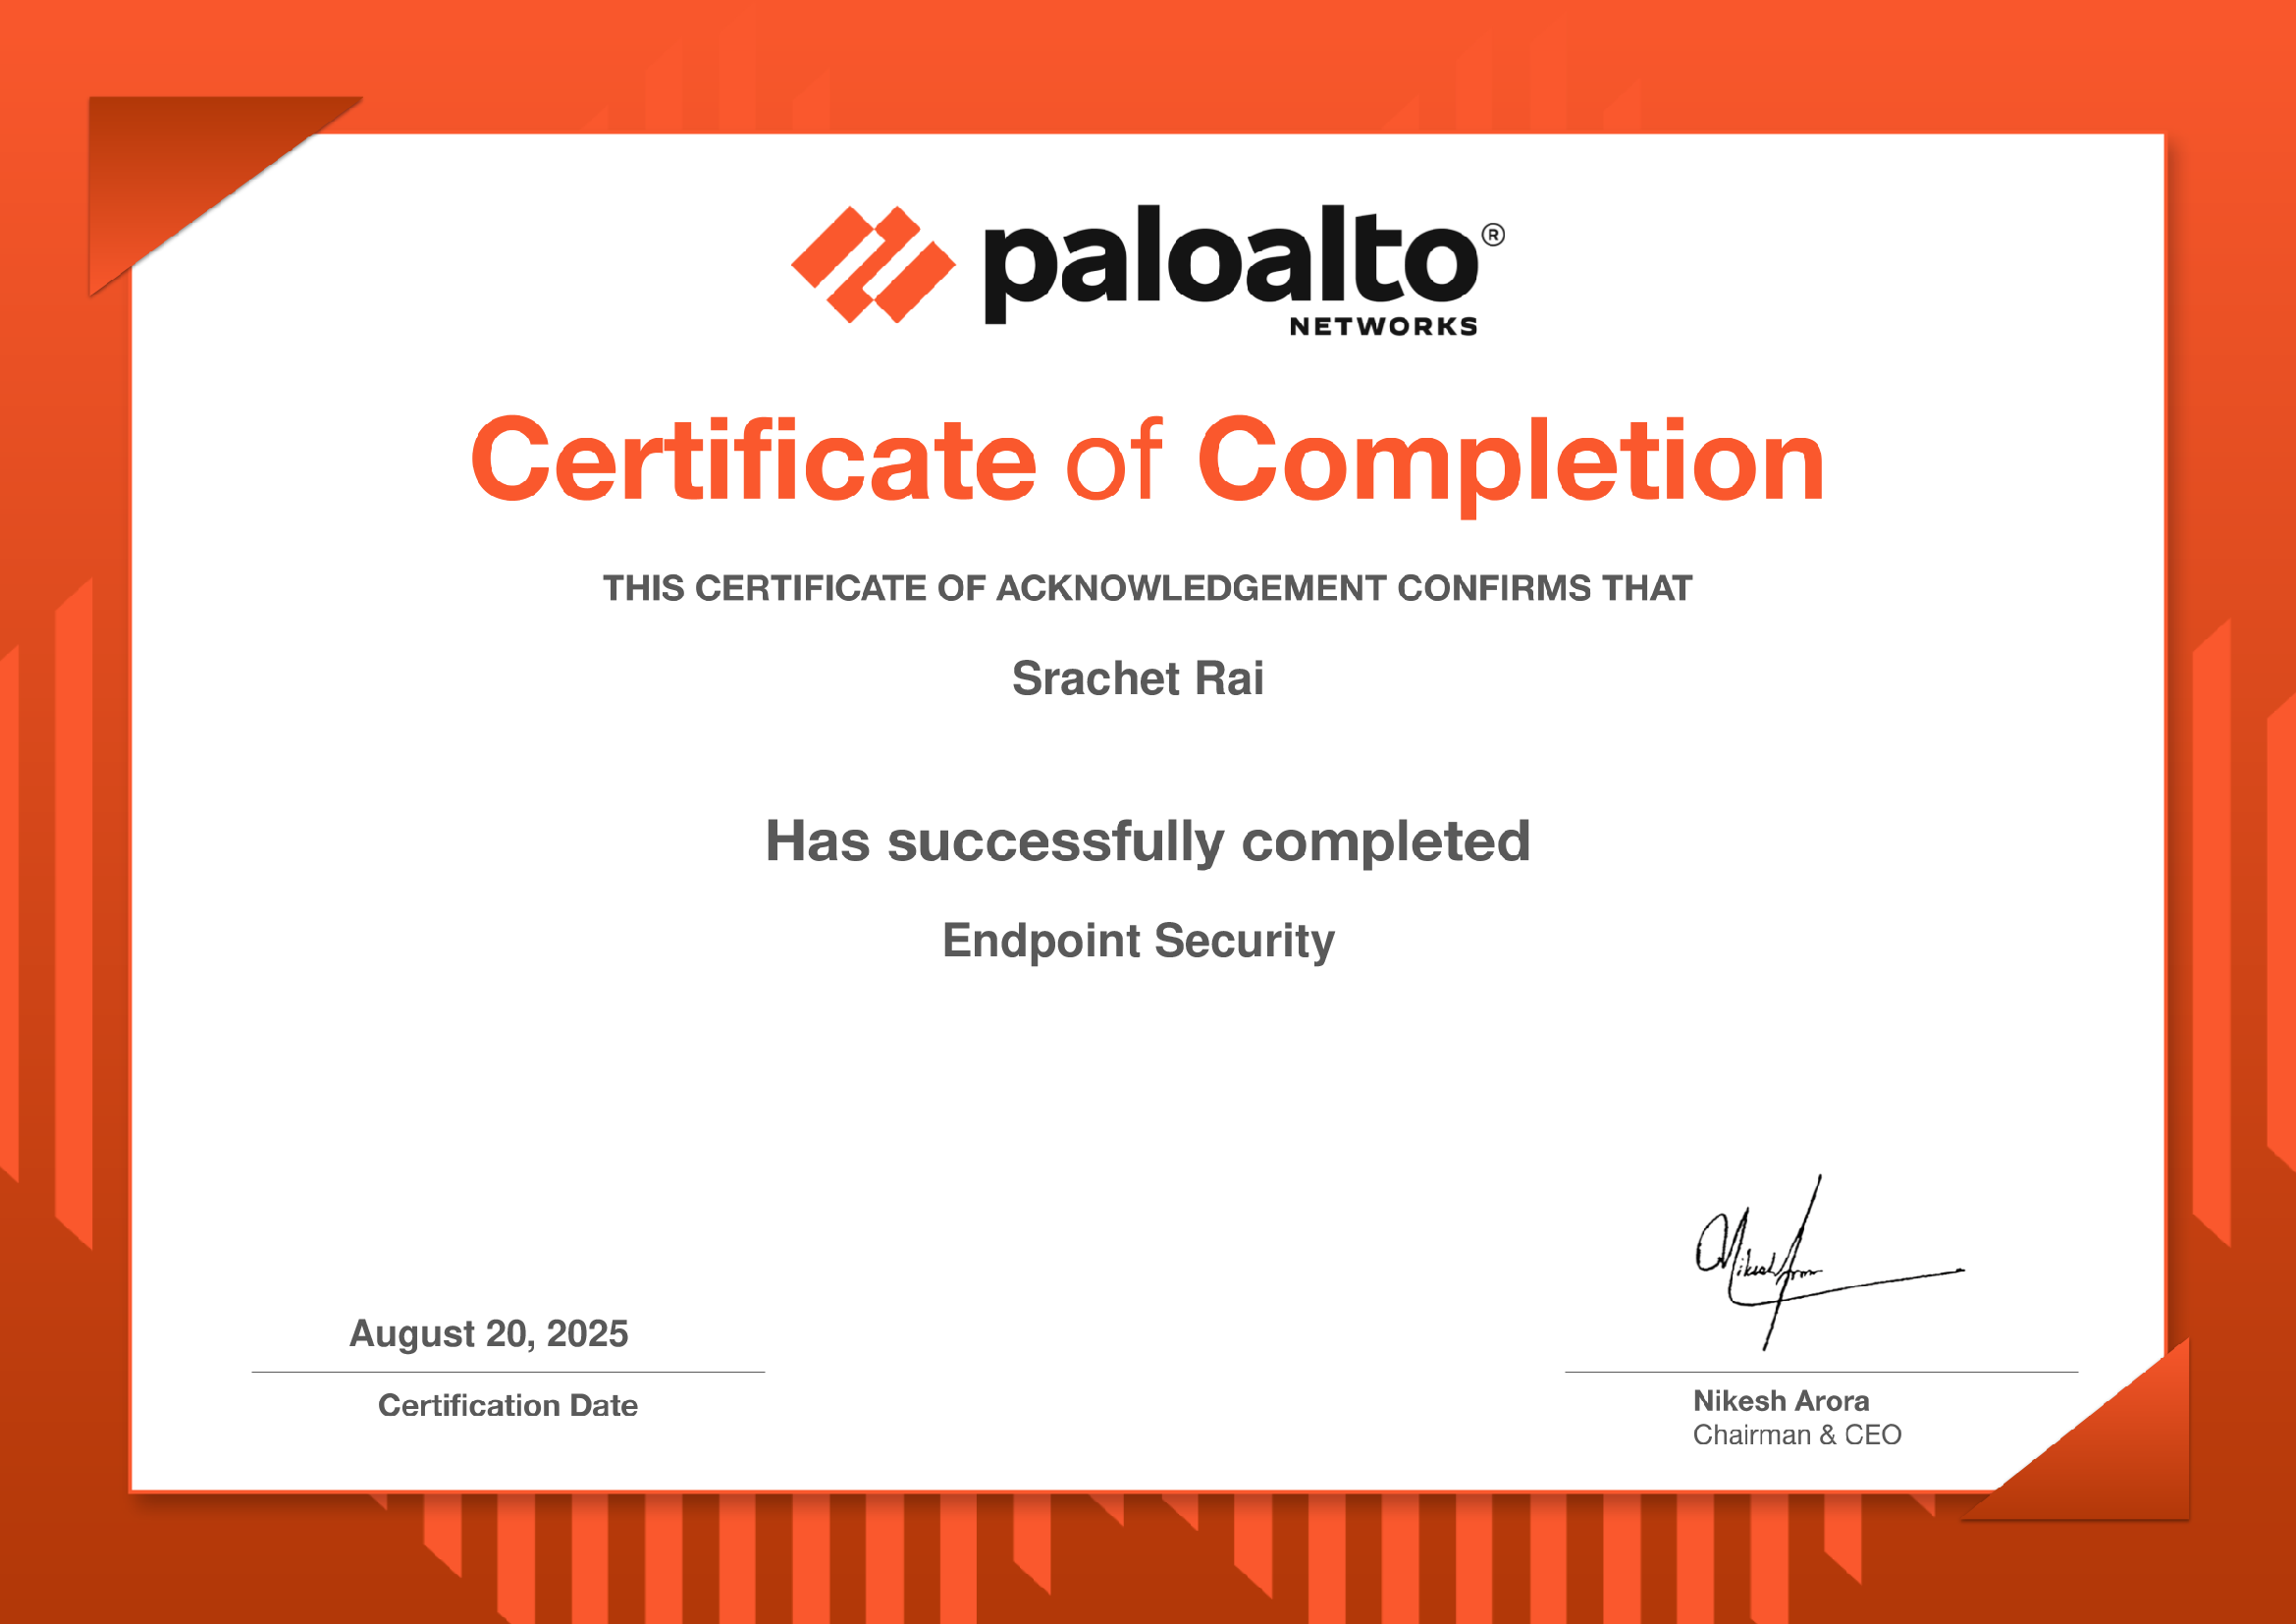 paloalto®
NETWORKS
Certificate of Completion
THIS CERTIFICATE OF ACKNOWLEDGEMENT CONFIRMS THAT
Srachet Rai
Has successfully completed
Endpoint Security
Nikesh Arora
August 20, 2025
Certification Date
Nikesh Arora
Chairman & CEO